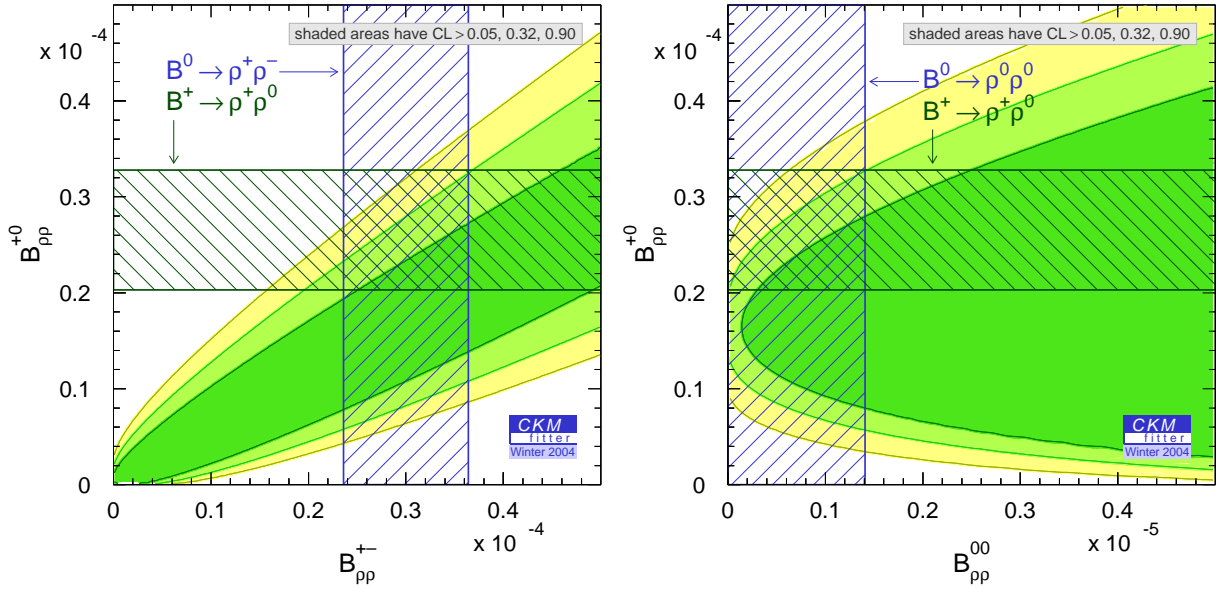 x 10 -4
shaded areas have CL > 0.05, 0.32, 0.90
B0 → ρ+ρ−
B+ → ρ+ρ0
0.4
0.3
0.2
0.1
0
B+0ρρ
CKM
fitter
Winter 2004
0 0.1 0.2 0.3 0.4
x 10 -4
B+−ρρ
x 10 -4
shaded areas have CL > 0.05, 0.32, 0.90
B0 → ρ0ρ0
B+ → ρ+ρ0
0.4
0.3
0.2
0.1
0
B+0ρρ
CKM
fitter
Winter 2004
0 0.1 0.2 0.3 0.4
x 10 -5
B00ρρ